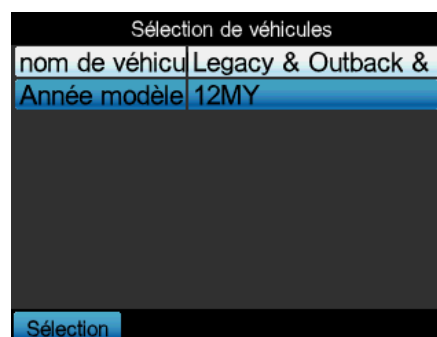 Sélection de véhicules
nom de véhicu Legacy & Outback &
Année modèle 12MY
Sélection